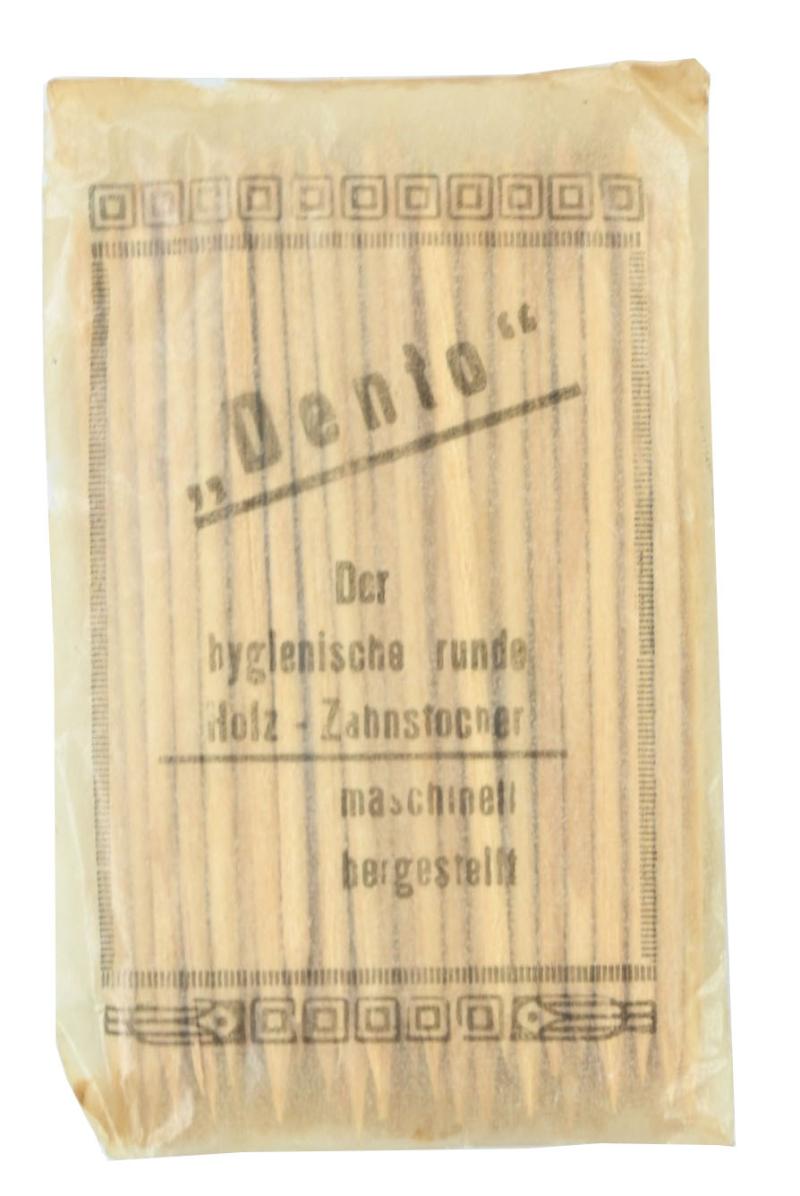 „Dento“
Der
hygienische runde
Holz - Zahnstocher
maschinell
hergestellt